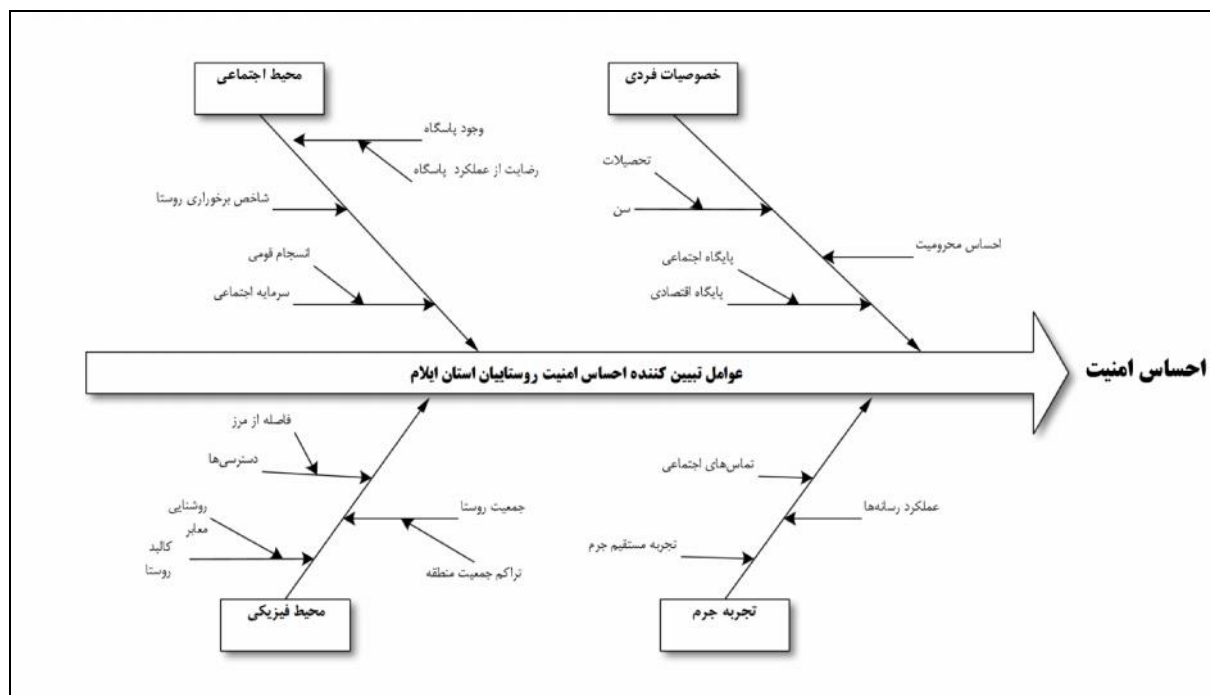 خصوصیات فردی
محیط اجتماعی
وجود پاسگاه
رضایت از عملکرد پاسگاه
تحصیلات
سن
شاخص برخوراری روستا
احساس محرومیت
پایگاه اجتماعی
پایگاه اقتصادی
انسجام قومی
سرمایه اجتماعی
احساس امنیت
عوامل تبیین کننده احساس امنیت روستاییان استان ایلام
فاصله از مرز
دسترسی‌ها
تماس‌های اجتماعی
عملکرد رسانه‌ها
جمعیت روستا
روشنایی
معابر
کالبد
روستا
تجربه مستقیم جرم
تراکم جمعیت منطقه
تجربه جرم
محیط فیزیکی